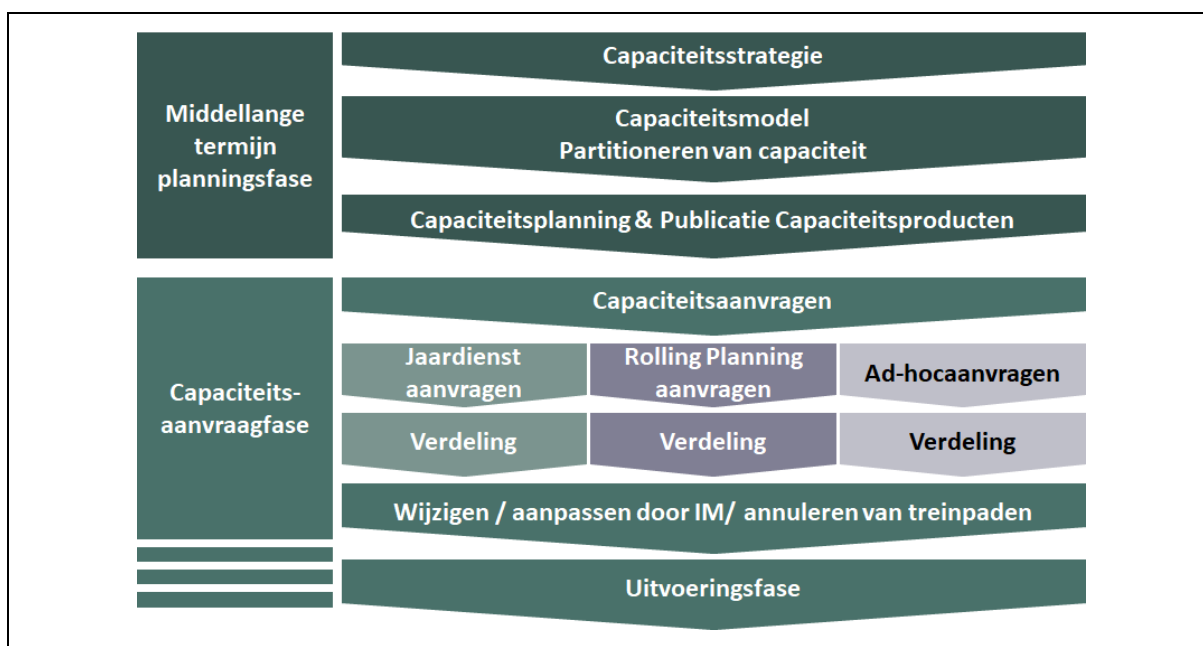 Middellange
termijn
planningsfase
Capaciteitsstrategie
Capaciteitsmodel
Partitioneren van capaciteit
Capaciteitsplanning & Publicatie Capaciteitsproducten
Capaciteits-
aanvraagfase
Capaciteitsaanvragen
Jaardienst
aanvragen
Rolling Planning
aanvragen
Ad-hocaanvragen
Verdeling
Verdeling
Verdeling
Wijzigen / aanpassen door IM/ annuleren van treinpaden
Uitvoeringsfase